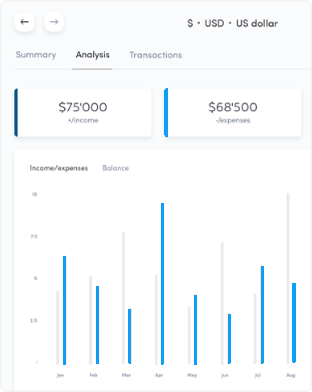 ← → $ • USD • US dollar
Summary Analysis Transactions
$75'000 $68'500
+/income -/expenses
Income/expenses Balance
10
7.5
5
2.5
Jan Feb Mar Apr May Jun Jul Aug